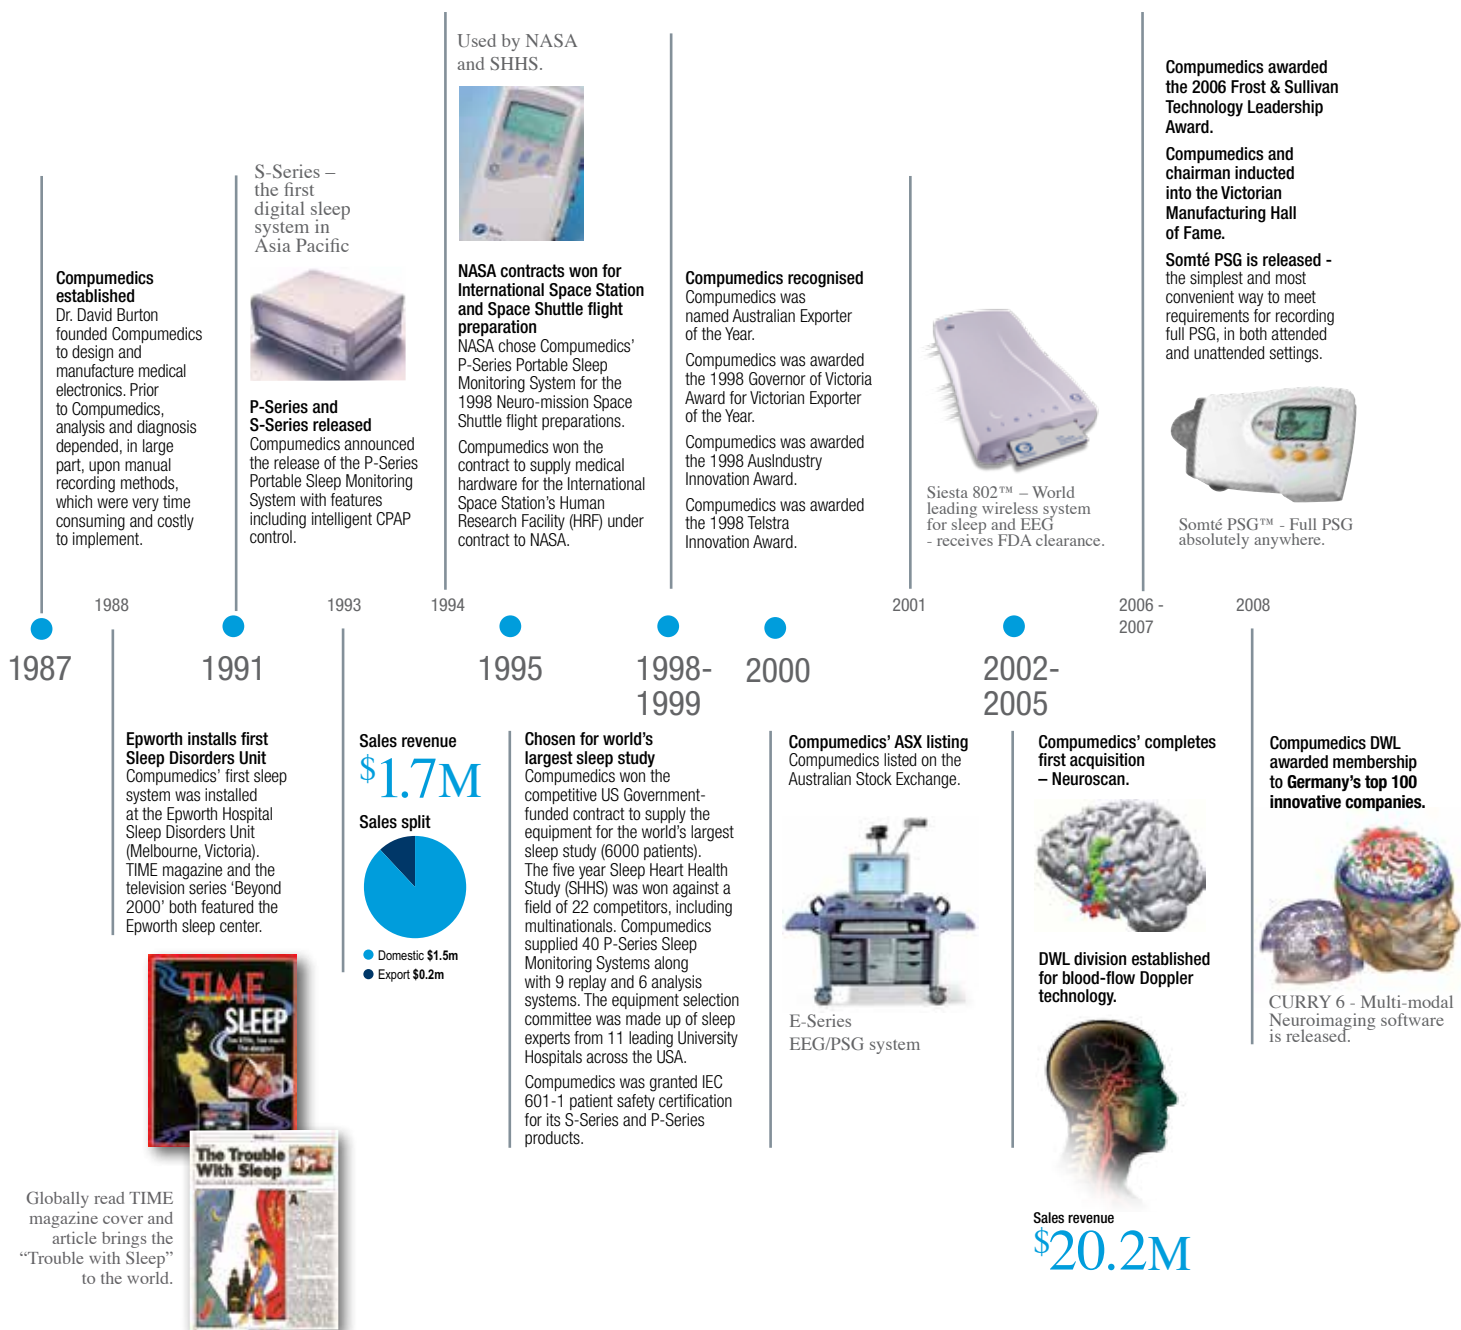 Compumedics
established
Dr. David Burton
founded Compumedics
to design and
manufacture medical
electronics. Prior
to Compumedics,
analysis and diagnosis
depended, in large
part, upon manual
recording methods,
which were very time
consuming and costly
to implement.
S-Series –
the first
digital sleep
system in
Asia Pacific
P-Series and
S-Series released
Compumedics announced
the release of the P-Series
Portable Sleep Monitoring
System with features
including intelligent CPAP
control.
Used by NASA
and SHHS.
NASA contracts won for
International Space Station
and Space Shuttle flight
preparation
NASA chose Compumedics’
P-Series Portable Sleep
Monitoring System for the
1998 Neuro-mission Space
Shuttle flight preparations.
Compumedics won the
contract to supply medical
hardware for the International
Space Station’s Human
Research Facility (HRF) under
contract to NASA.
Compumedics recognised
Compumedics was
named Australian Exporter
of the Year.
Compumedics was awarded
the 1998 Governor of Victoria
Award for Victorian Exporter
of the Year.
Compumedics was awarded
the 1998 AusIndustry
Innovation Award.
Compumedics was awarded
the 1998 Telstra
Innovation Award.
Siesta 802™ – World
leading wireless system
for sleep and EEG
- receives FDA clearance.
Compumedics awarded
the 2006 Frost & Sullivan
Technology Leadership
Award.
Compumedics and
chairman inducted
into the Victorian
Manufacturing Hall
of Fame.
Somté PSG is released -
the simplest and most
convenient way to meet
requirements for recording
full PSG, in both attended
and unattended settings.
Somté PSG™ - Full PSG
absolutely anywhere.
1988
1993
1994
2001
2006 -
2007
2008
1987
1991
1995
1998-
1999
2000
2002-
2005
Epworth installs first
Sleep Disorders Unit
Compumedics’ first sleep
system was installed
at the Epworth Hospital
Sleep Disorders Unit
(Melbourne, Victoria).
TIME magazine and the
television series ‘Beyond
2000’ both featured the
Epworth sleep center.
TIME
SLEEP
The Trouble
With Sleep
Globally read TIME
magazine cover and
article brings the
“Trouble with Sleep”
to the world.
Sales revenue
$1.7M
Sales split
Domestic $1.5m
Export $0.2m
Chosen for world’s
largest sleep study
Compumedics won the
competitive US Government-
funded contract to supply the
equipment for the world’s largest
sleep study (6000 patients).
The five year Sleep Heart Health
Study (SHHS) was won against a
field of 22 competitors, including
multinationals. Compumedics
supplied 40 P-Series Sleep
Monitoring Systems along
with 9 replay and 6 analysis
systems. The equipment selection
committee was made up of sleep
experts from 11 leading University
Hospitals across the USA.
Compumedics was granted IEC
601-1 patient safety certification
for its S-Series and P-Series
products.
Compumedics’ ASX listing
Compumedics listed on the
Australian Stock Exchange.
E-Series
EEG/PSG system
Compumedics’ completes
first acquisition
– Neuroscan.
DWL division established
for blood-flow Doppler
technology.
Sales revenue
$20.2M
Compumedics DWL
awarded membership
to Germany’s top 100
innovative companies.
CURRY 6 - Multi-modal
Neuroimaging software
is released.